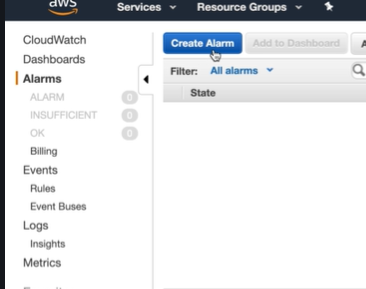 aws
Services
Resource Groups
CloudWatch
Dashboards
Alarms
ALARM 0
INSUFFICIENT 0
OK 0
Billing
Events
Rules
Event Buses
Logs
Insights
Metrics
Create Alarm
Add to Dashboard
Filter: All alarms
State